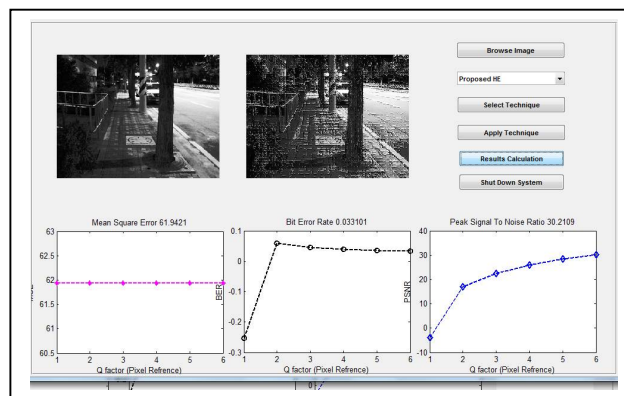 Browse Image
Proposed HE
Select Technique
Apply Technique
Results Calculation
Shut Down System
Mean Square Error 61.9421
63
62.5
62
61.5
61
60.5
1 2 3 4 5 6
Q factor (Pixel Refrence)
Bit Error Rate 0.033101
BER
0.1
0
-0.1
-0.2
-0.3
1 2 3 4 5 6
Q factor (Pixel Refrence)
Peak Signal To Noise Ratio 30.2109
PSNR
40
30
20
10
0
-10
1 2 3 4 5 6
Q factor (Pixel Refrence)